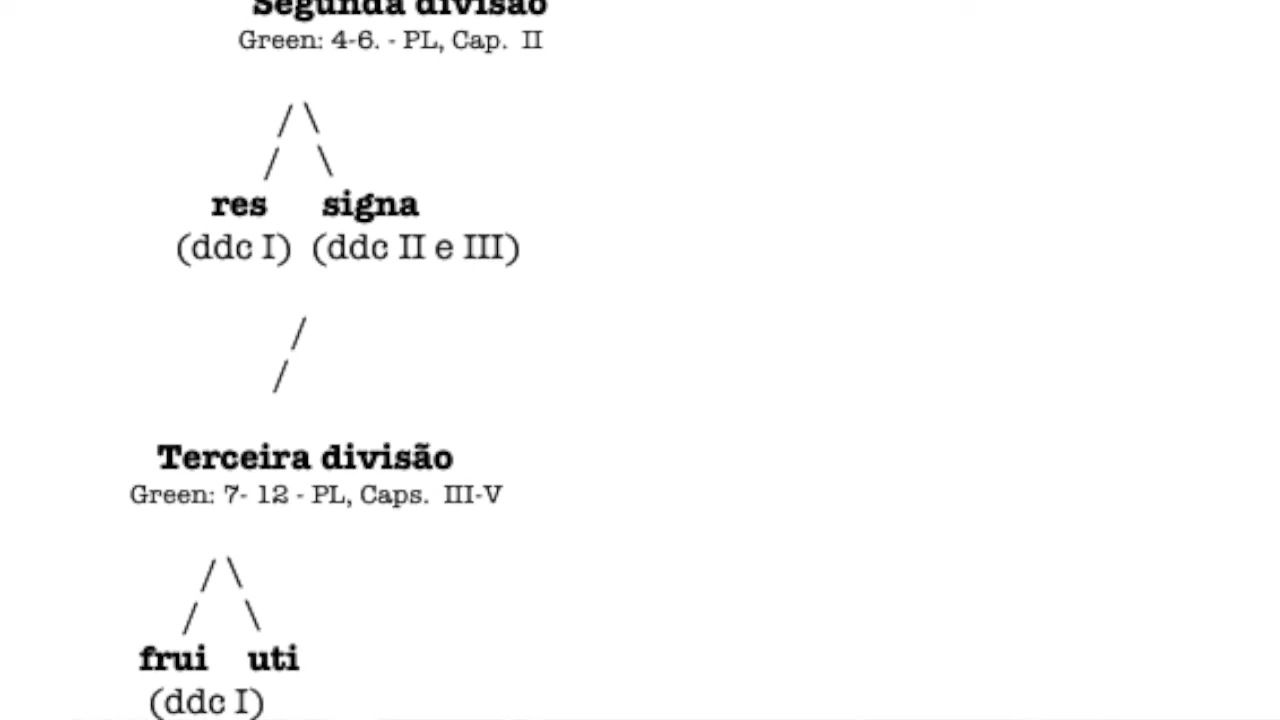 Segunda divisão
Green: 4-6. - PL, Cap. II
/ \
/ \
res signa
(ddc I) (ddc II e III)
/
/
Terceira divisão
Green: 7- 12 - PL, Caps. III-V
/ \
/ \
frui uti
(ddc I)